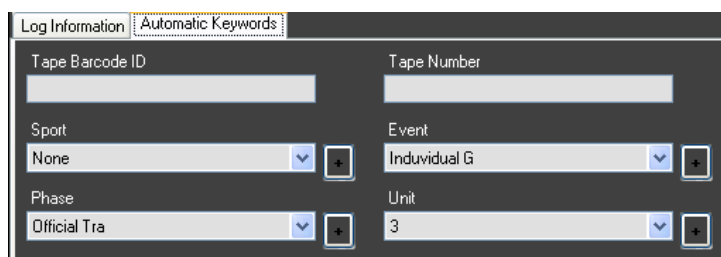 Log Information Automatic Keywords
Tape Barcode ID Tape Number
Sport Event
None + Induvidual G +
Phase Unit
Official Tra + 3 +